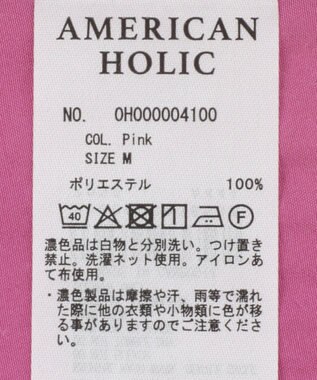 AMERICAN
HOLIC
NO. 0H000004100
COL. Pink
SIZE M
ポリエステル 100%
40 F
濃色品は白物と分別洗い。つけ置き
禁止。洗濯ネット使用。アイロンあ
て布使用。
・濃色製品は摩擦や汗、雨等で濡れ
た際に他の衣類や小物類に色が移
る事がありますのでご注意くださ
い。